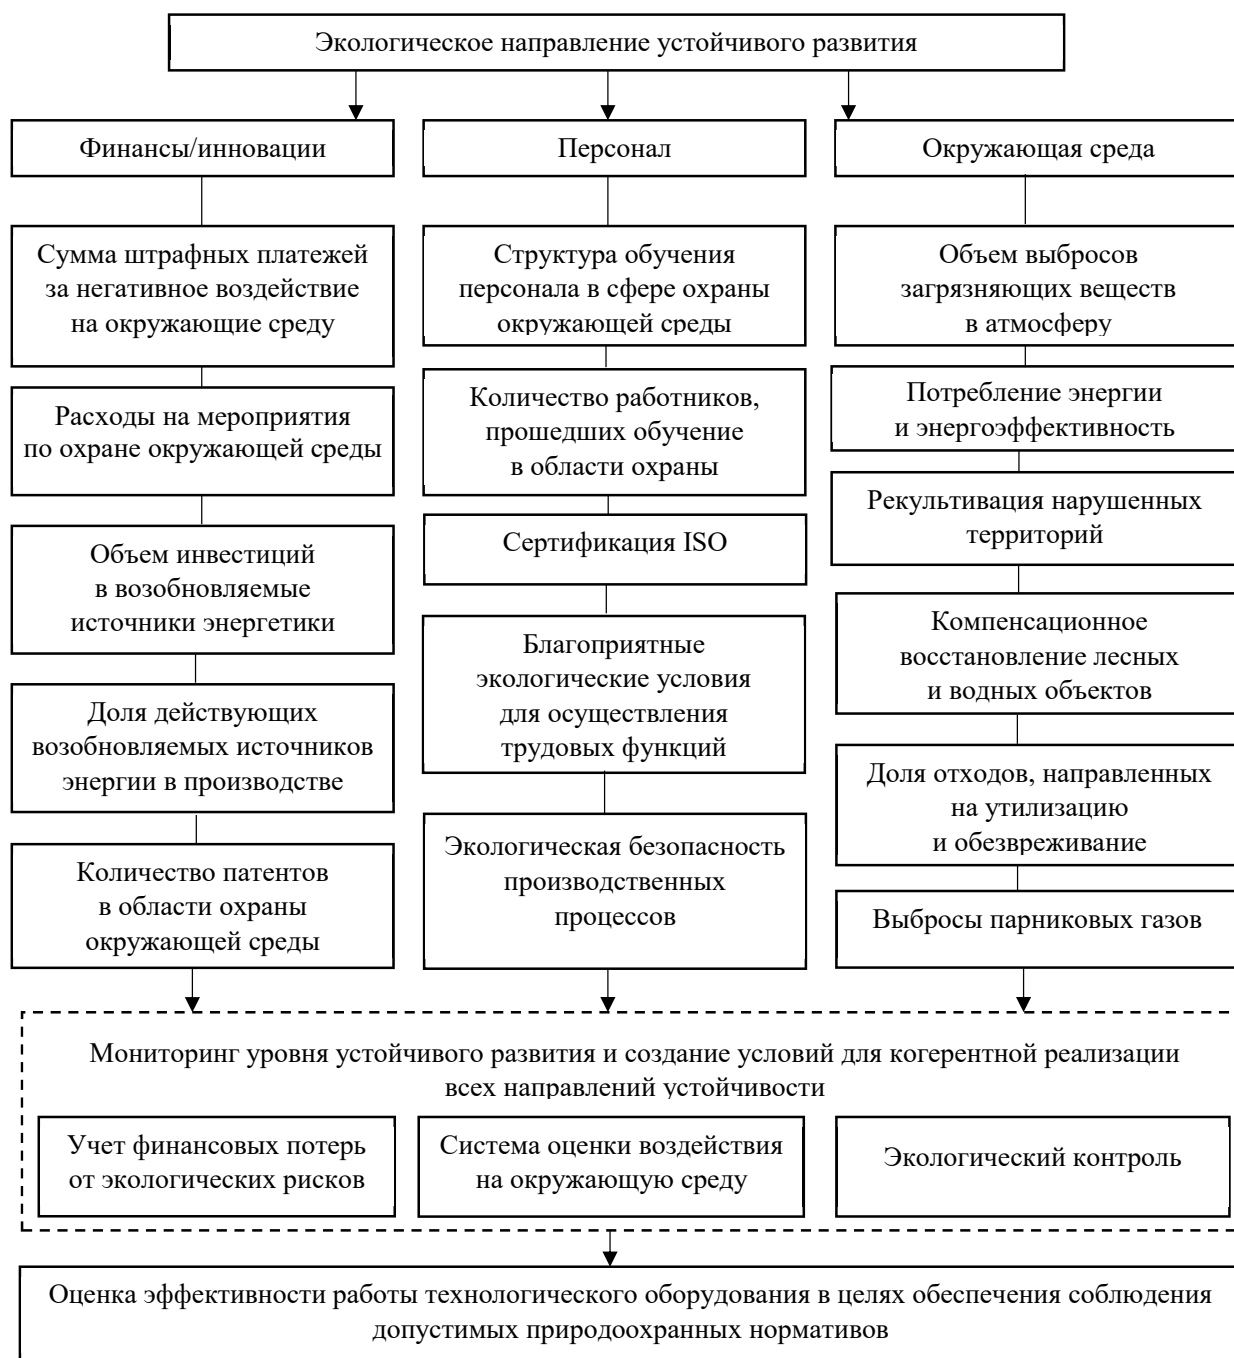 Экологическое направление устойчивого развития
Финансы/инновации
Персонал
Окружающая среда
Сумма штрафных платежей
за негативное воздействие
на окружающие среду
Расходы на мероприятия
по охране окружающей среды
Объем инвестиций
в возобновляемые
источники энергетики
Доля действующих
возобновляемых источников
энергии в производстве
Количество патентов
в области охраны
окружающей среды
Структура обучения
персонала в сфере охраны
окружающей среды
Количество работников,
прошедших обучение
в области охраны
Сертификация ISO
Благоприятные
экологические условия
для осуществления
трудовых функций
Экологическая безопасность
производственных
процессов
Объем выбросов
загрязняющих веществ
в атмосферу
Потребление энергии
и энергоэффективность
Рекультивация нарушенных
территорий
Компенсационное
восстановление лесных
и водных объектов
Доля отходов, направленных
на утилизацию
и обезвреживание
Выбросы парниковых газов
Мониторинг уровня устойчивого развития и создание условий для когерентной реализации
всех направлений устойчивости
Учет финансовых потерь
от экологических рисков
Система оценки воздействия
на окружающую среду
Экологический контроль
Оценка эффективности работы технологического оборудования в целях обеспечения соблюдения
допустимых природоохранных нормативов